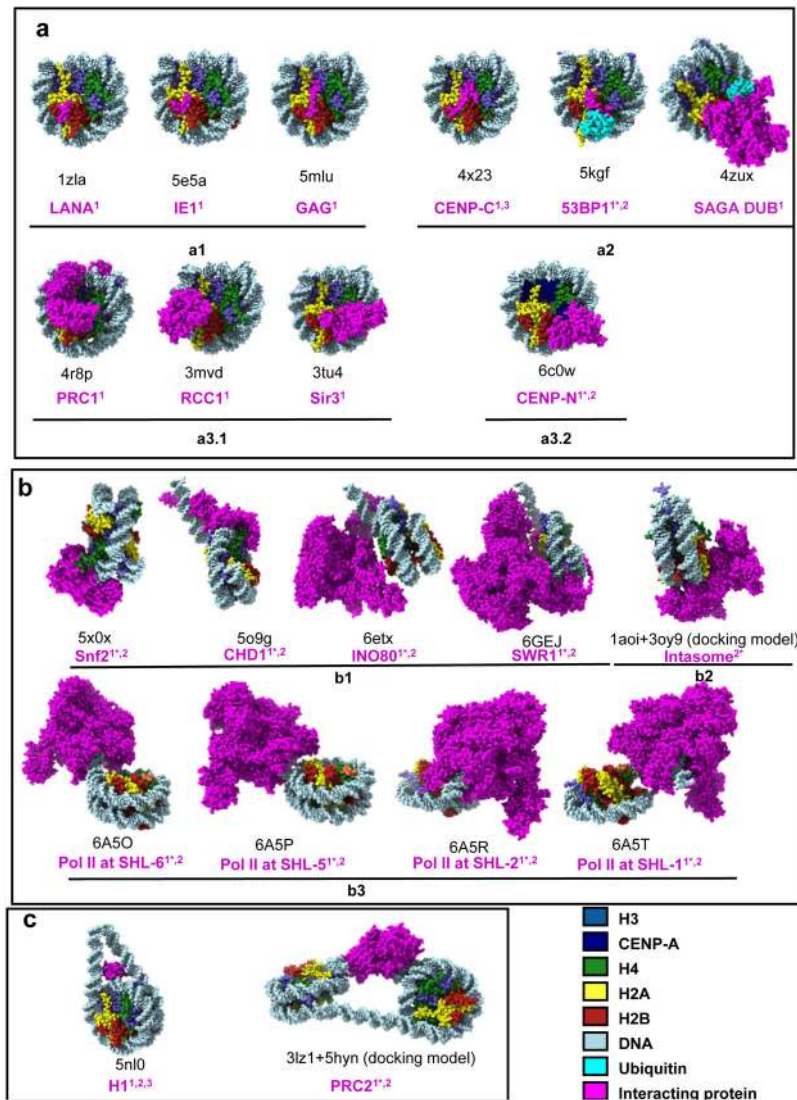 a
1zla 5e5a 5mlu 4x23 5kgf 4zux
LANA¹ IE1¹ GAG¹ CENP-C¹,³ 53BP1¹*,² SAGA DUB¹
a1 a2
4r8p 3mvd 3tu4 6c0w
PRC1¹ RCC1¹ Sir3¹ CENP-N¹*,²
a3.1 a3.2
b
5x0x 5o9g 6etx 6GEJ 1aoi+3oy9 (docking model)
Snf2¹*,² CHD1¹*,² INO80¹*,² SWR1¹*,² Intasome²*
b1 b2
6A5O 6A5P 6A5R 6A5T
Pol II at SHL-6¹*,² Pol II at SHL-5¹*,² Pol II at SHL-2¹*,² Pol II at SHL-1¹*,²
b3
c
5nl0 3lz1+5hyn (docking model)
H1¹,²,³ PRC2¹*,²
H3
CENP-A
H4
H2A
H2B
DNA
Ubiquitin
Interacting protein